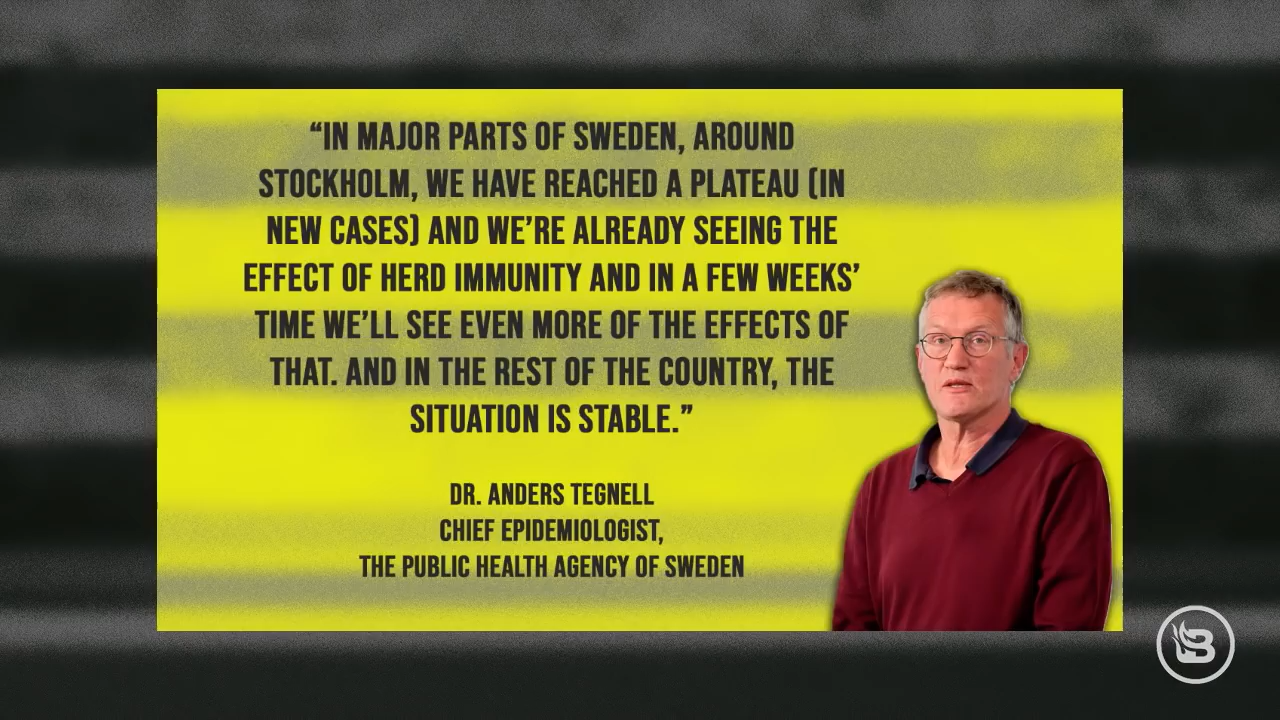 “IN MAJOR PARTS OF SWEDEN, AROUND
STOCKHOLM, WE HAVE REACHED A PLATEAU (IN
NEW CASES) AND WE’RE ALREADY SEEING THE
EFFECT OF HERD IMMUNITY AND IN A FEW WEEKS’
TIME WE’LL SEE EVEN MORE OF THE EFFECTS OF
THAT. AND IN THE REST OF THE COUNTRY, THE
SITUATION IS STABLE.”
DR. ANDERS TEGNELL
CHIEF EPIDEMIOLOGIST,
THE PUBLIC HEALTH AGENCY OF SWEDEN
B